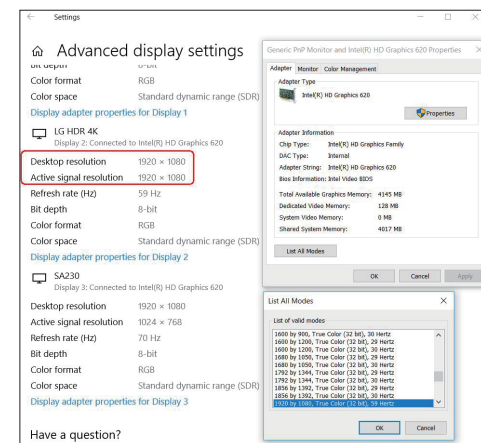 Settings
Advanced display settings
Bit depth 8-bit
Color format RGB
Color space Standard dynamic range (SDR)
Display adapter properties for Display 1
LG HDR 4K
Display 2: Connected to Intel(R) HD Graphics 620
Desktop resolution 1920 × 1080
Active signal resolution 1920 × 1080
Refresh rate (Hz) 59 Hz
Bit depth 8-bit
Color format RGB
Color space Standard dynamic range (SDR)
Display adapter properties for Display 2
SA230
Display 3: Connected to Intel(R) HD Graphics 620
Desktop resolution 1920 × 1080
Active signal resolution 1024 × 768
Refresh rate (Hz) 70 Hz
Bit depth 8-bit
Color format RGB
Color space Standard dynamic range (SDR)
Display adapter properties for Display 3
Have a question?
Generic PnP Monitor and Intel(R) HD Graphics 620 Properties
Adapter Monitor Color Management
Adapter Type
Intel(R) HD Graphics 620
Properties
Adapter Information
Chip Type: Intel(R) HD Graphics Family
DAC Type: Internal
Adapter String: Intel(R) HD Graphics 620
Bios Information: Intel Video BIOS
Total Available Graphics Memory: 4145 MB
Dedicated Video Memory: 128 MB
System Video Memory: 0 MB
Shared System Memory: 4017 MB
List All Modes
OK Cancel Apply
List All Modes
List of valid modes
1600 by 900, True Color (32 bit), 30 Hertz
1600 by 1200, True Color (32 bit), 29 Hertz
1600 by 1200, True Color (32 bit), 30 Hertz
1680 by 1050, True Color (32 bit), 29 Hertz
1680 by 1050, True Color (32 bit), 30 Hertz
1792 by 1344, True Color (32 bit), 29 Hertz
1792 by 1344, True Color (32 bit), 30 Hertz
1856 by 1392, True Color (32 bit), 29 Hertz
1856 by 1392, True Color (32 bit), 30 Hertz
1920 by 1080, True Color (32 bit), 59 Hertz
OK Cancel